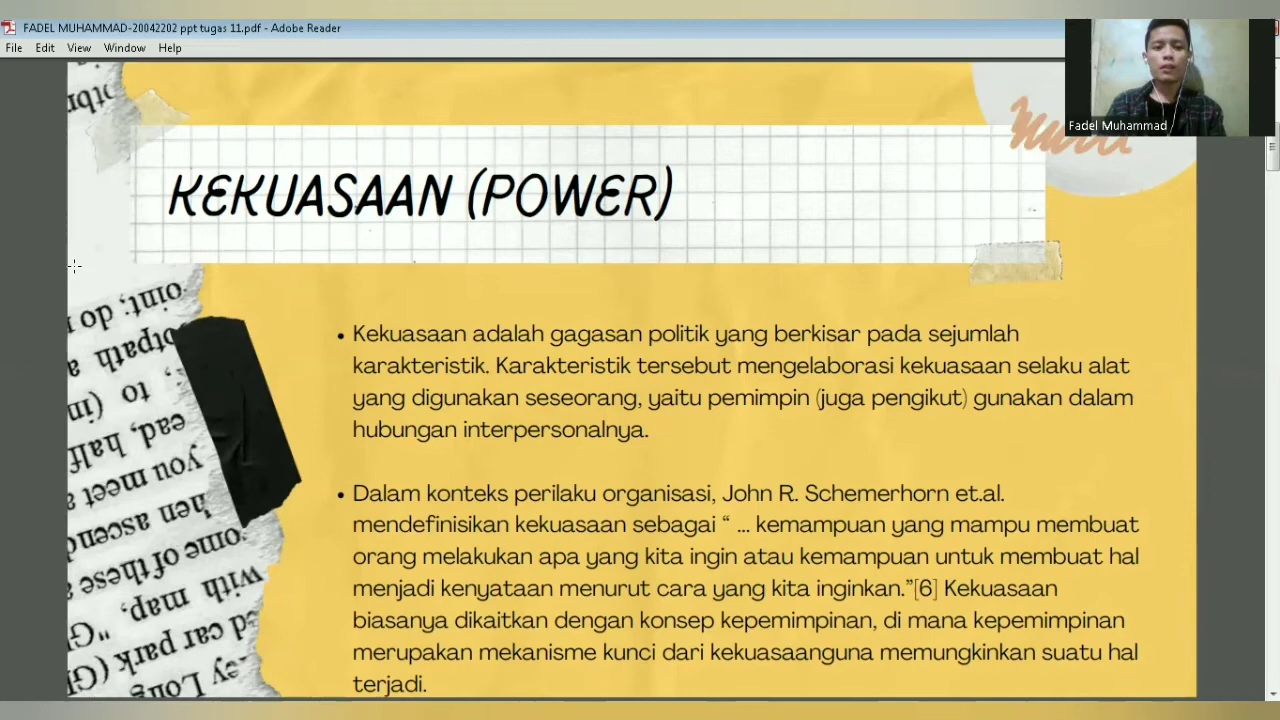 FADEL MUHAMMAD-20042202 ppt tugas 11.pdf - Adobe Reader
File Edit View Window Help
Fadel Muhammad
KEKUASAAN (POWER)
• Kekuasaan adalah gagasan politik yang berkisar pada sejumlah
karakteristik. Karakteristik tersebut mengelaborasi kekuasaan selaku alat
yang digunakan seseorang, yaitu pemimpin (juga pengikut) gunakan dalam
hubungan interpersonalnya.
• Dalam konteks perilaku organisasi, John R. Schemerhorn et.al.
mendefinisikan kekuasaan sebagai “ ... kemampuan yang mampu membuat
orang melakukan apa yang kita ingin atau kemampuan untuk membuat hal
menjadi kenyataan menurut cara yang kita inginkan.”[6] Kekuasaan
biasanya dikaitkan dengan konsep kepemimpinan, di mana kepemimpinan
merupakan mekanisme kunci dari kekuasaanguna memungkinkan suatu hal
terjadi.